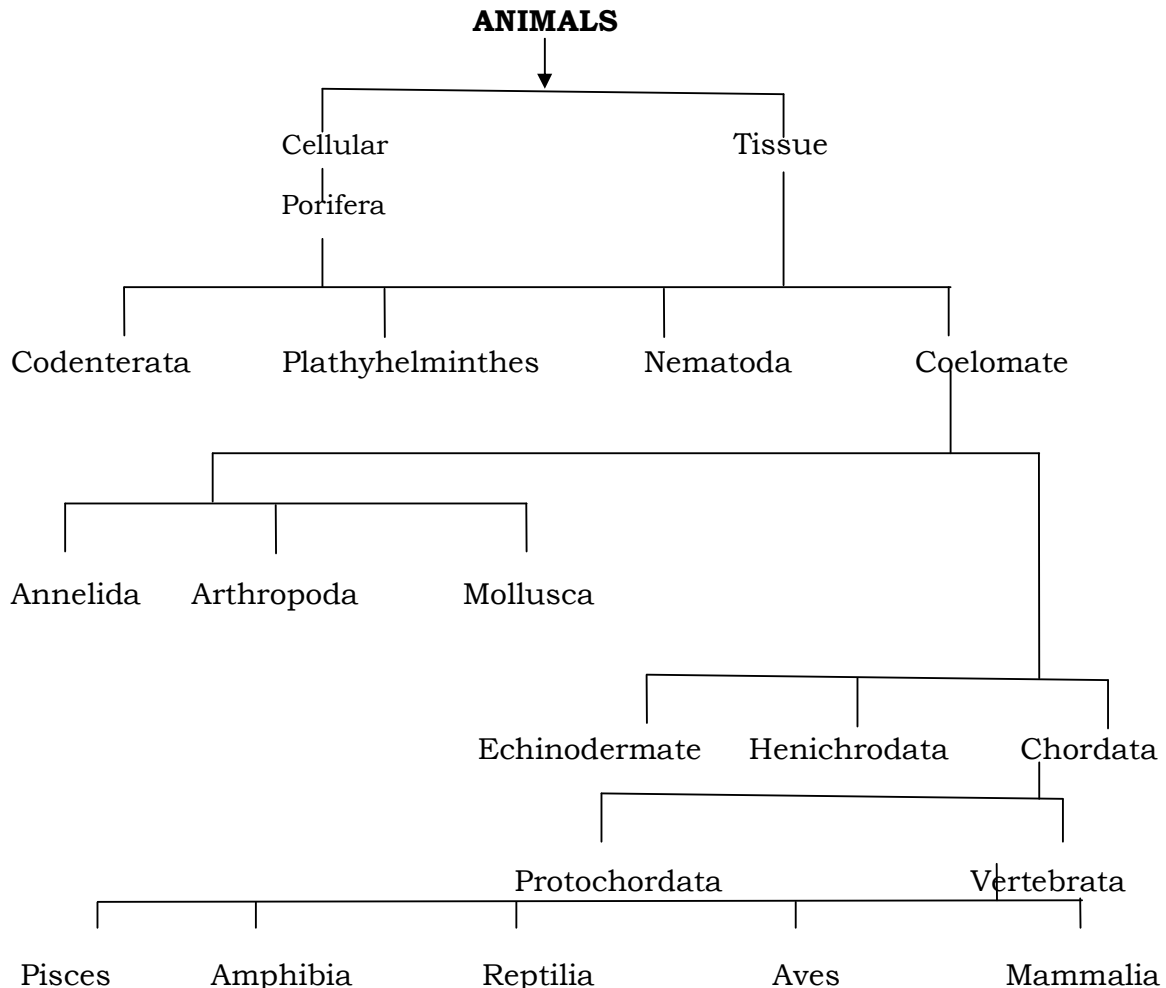 ANIMALS
Cellular Tissue
Porifera
Codenterata Plathyhelminthes Nematoda Coelomate
Annelida Arthropoda Mollusca
Echinodermate Henichrodata Chordata
Protochordata Vertebrata
Pisces Amphibia Reptilia Aves Mammalia